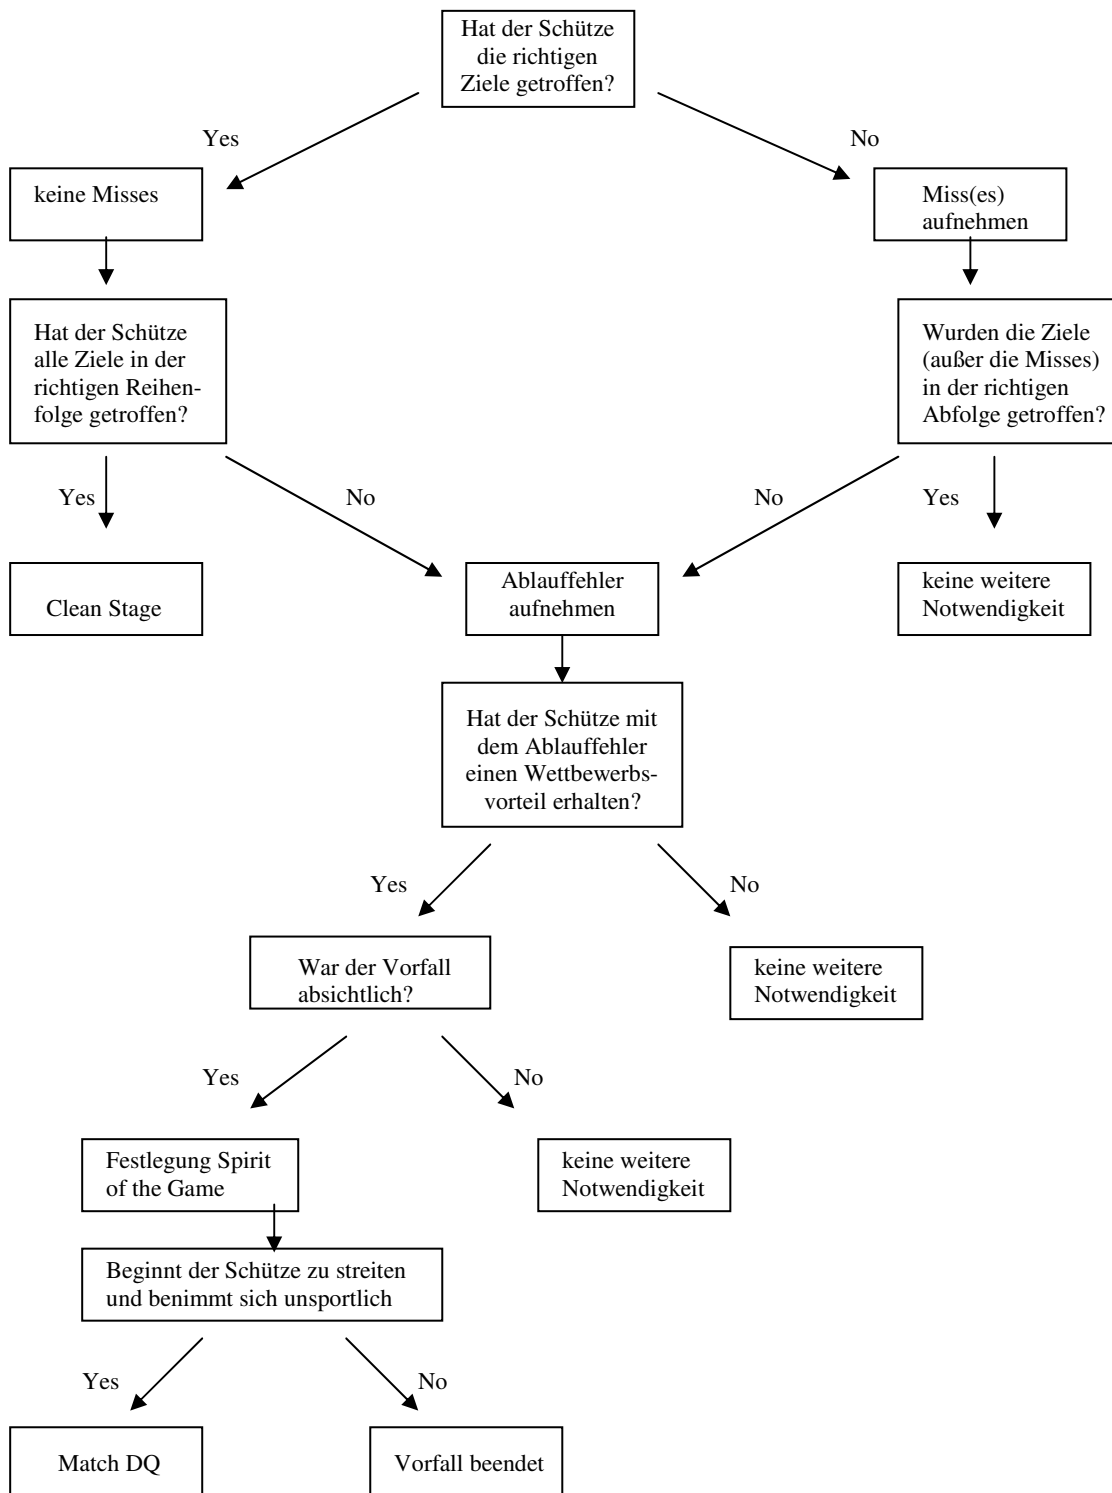 Hat der Schütze
die richtigen
Ziele getroffen?
Yes
No
keine Misses
Miss(es)
aufnehmen
Hat der Schütze
alle Ziele in der
richtigen Reihen-
folge getroffen?
Wurden die Ziele
(außer die Misses)
in der richtigen
Abfolge getroffen?
Yes
No
No
Yes
Clean Stage
Ablauffehler
aufnehmen
keine weitere
Notwendigkeit
Hat der Schütze mit
dem Ablauffehler
einen Wettbewerbs-
vorteil erhalten?
Yes
No
War der Vorfall
absichtlich?
keine weitere
Notwendigkeit
Yes
No
Festlegung Spirit
of the Game
keine weitere
Notwendigkeit
Beginnt der Schütze zu streiten
und benimmt sich unsportlich
Yes
No
Match DQ
Vorfall beendet